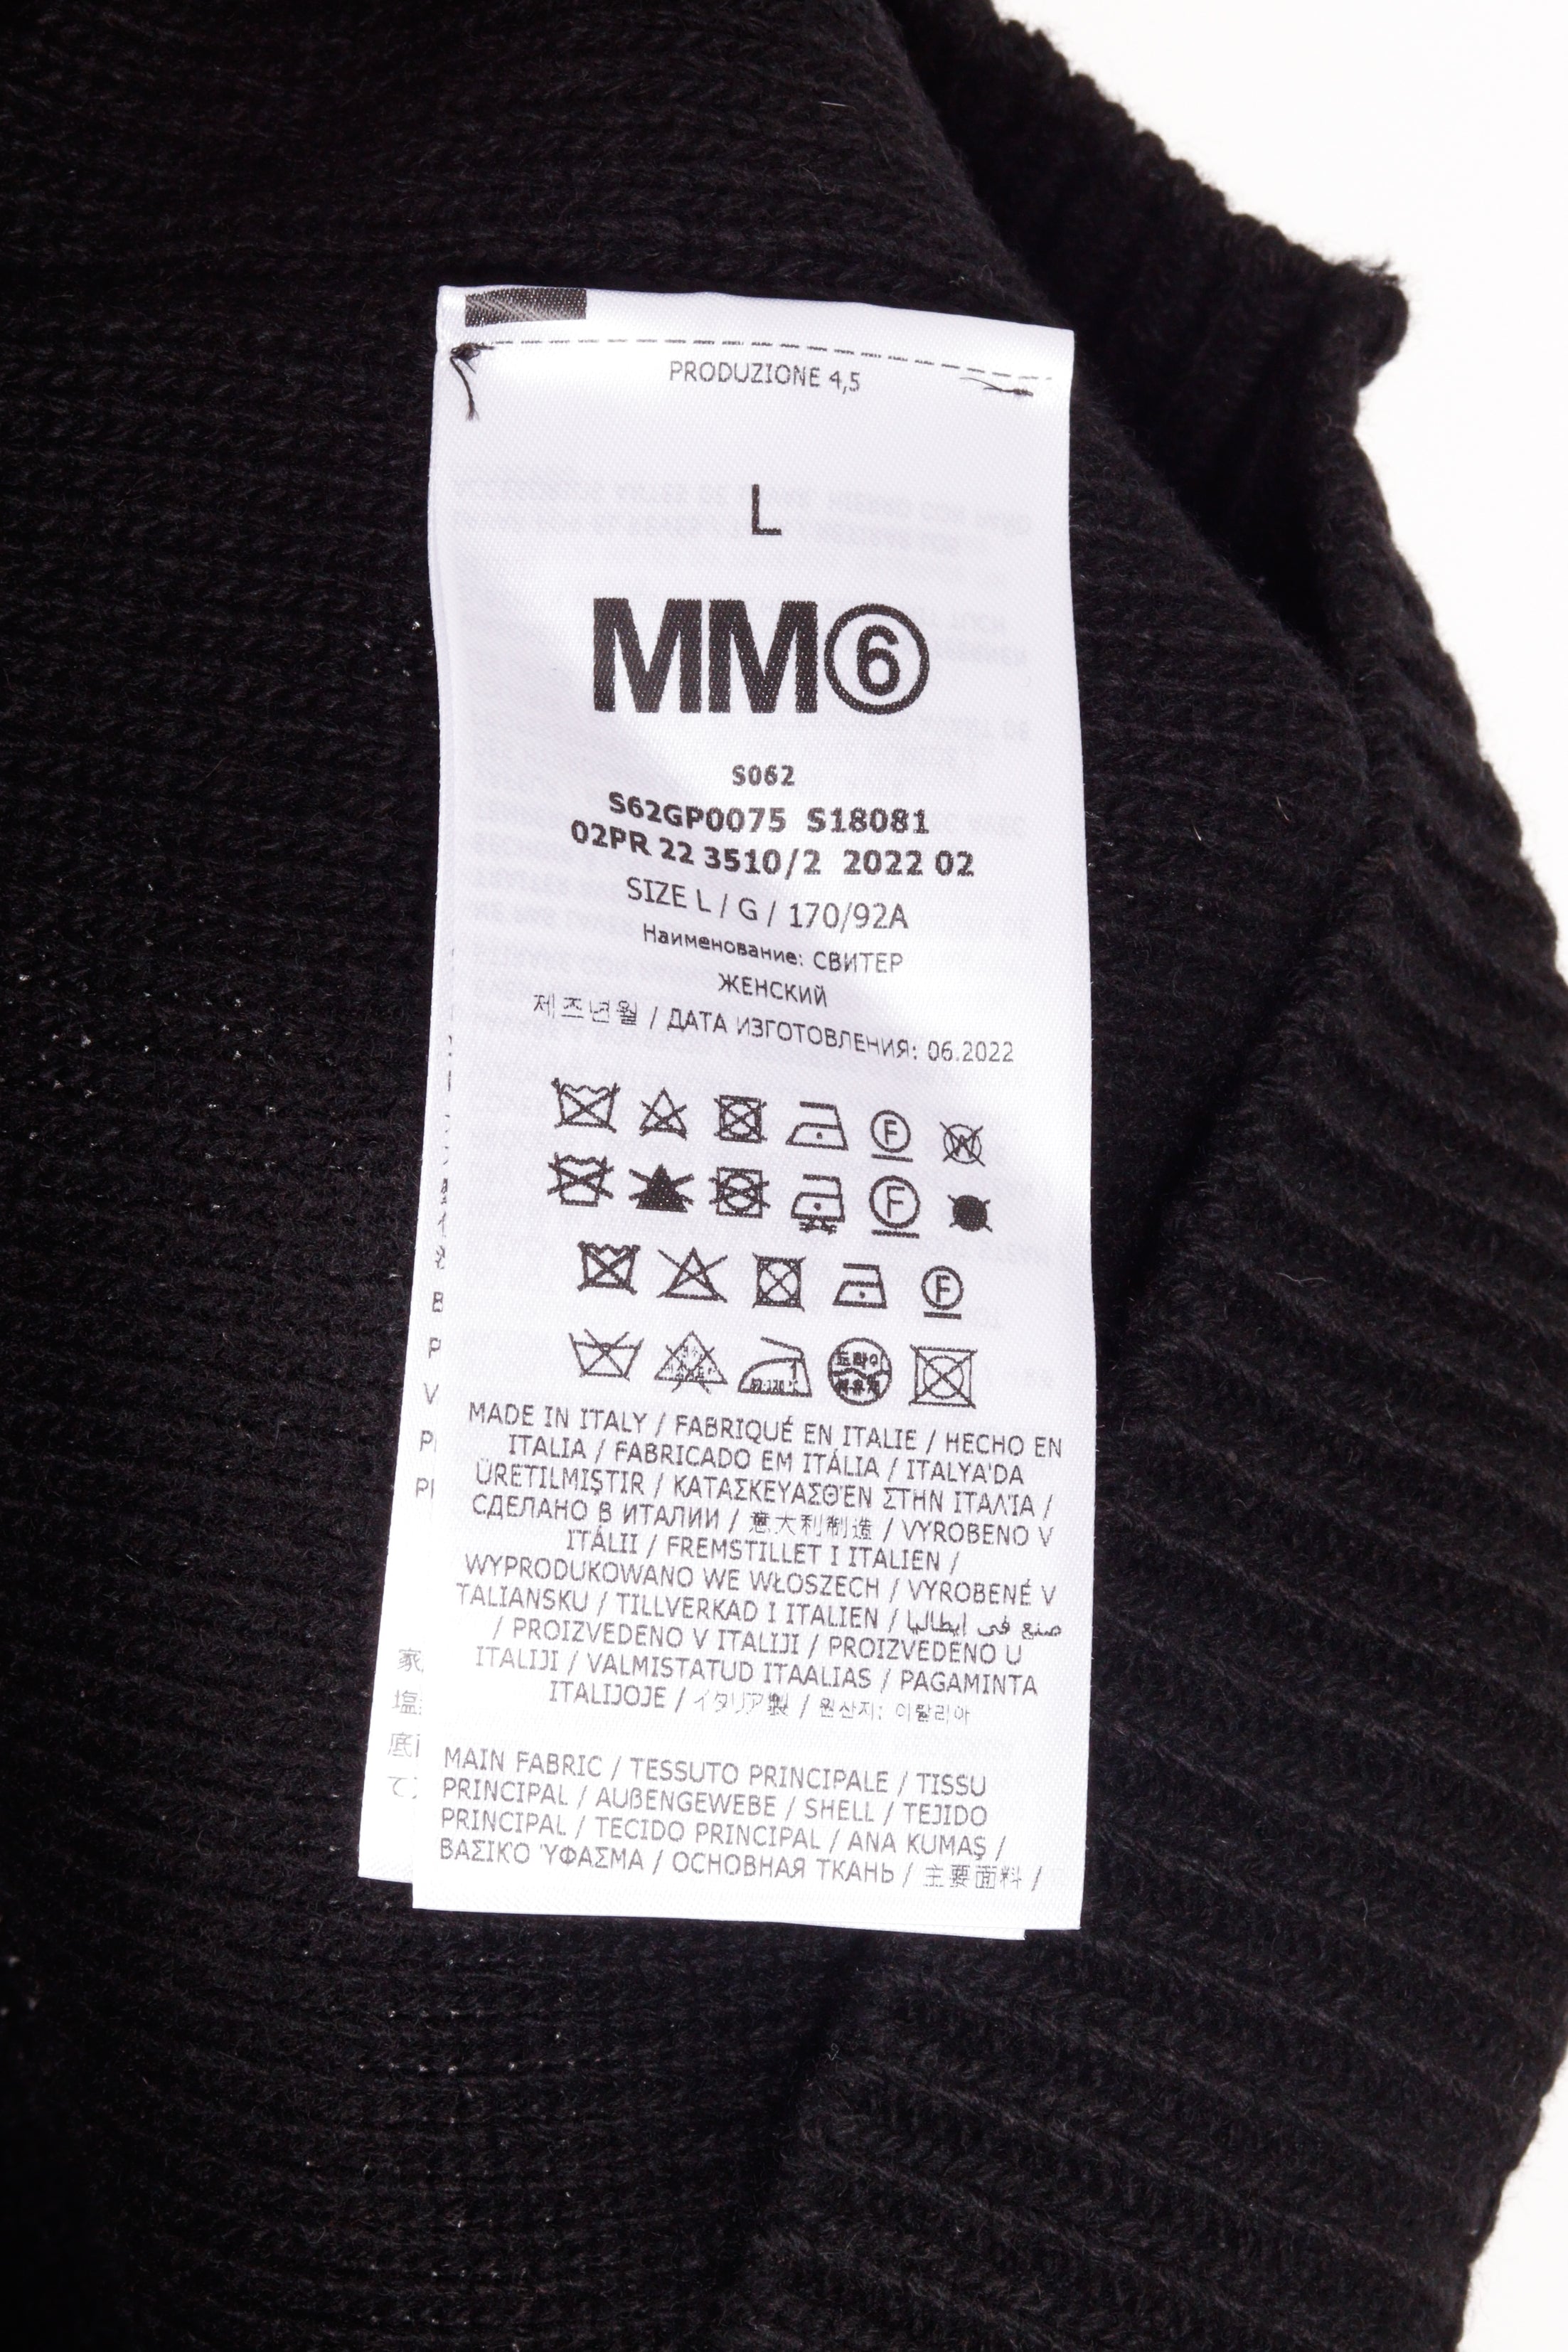 PRODUZIONE 4,5
L
MM⑥
S062
S62GP0075 S18081
02PR 22 3510/2 2022 02
SIZE L / G / 170/92A
Наименование: СВИТЕР
ЖЕНСКИЙ
제조년월 / ДАТА ИЗГОТОВЛЕНИЯ: 06.2022
F W
F
F
드라이
MADE IN ITALY / FABRIQUÉ EN ITALIE / HECHO EN
ITALIA / FABRICADO EM ITÁLIA / ITALYA'DA
ÜRETILMIŞTIR / ΚΑΤΑΣΚΕΥΑΣΘΈΝ ΣΤΗΝ ΙΤΑΛΊΑ /
СДЕЛАНО В ИТАЛИИ / 意大利制造 / VYROBENO V
ITÁLII / FREMSTILLET I ITALIEN /
WYPRODUKOWANO WE WŁOSZECH / VYROBENÉ V
TALIANSKU / TILLVERKAD I ITALIEN / صنع في إيطاليا
/ PROIZVEDENO V ITALIJI / PROIZVEDENO U
ITALIJI / VALMISTATUD ITAALIAS / PAGAMINTA
ITALIJOJE / イタリア製 / 원산지: 이탈리아
MAIN FABRIC / TESSUTO PRINCIPALE / TISSU
PRINCIPAL / AUßENGEWEBE / SHELL / TEJIDO
PRINCIPAL / TECIDO PRINCIPAL / ANA KUMAŞ /
ΒΑΣΙΚΌ ΎΦΑΣΜΑ / ОСНОВНАЯ ТКАНЬ / 主要面料 /